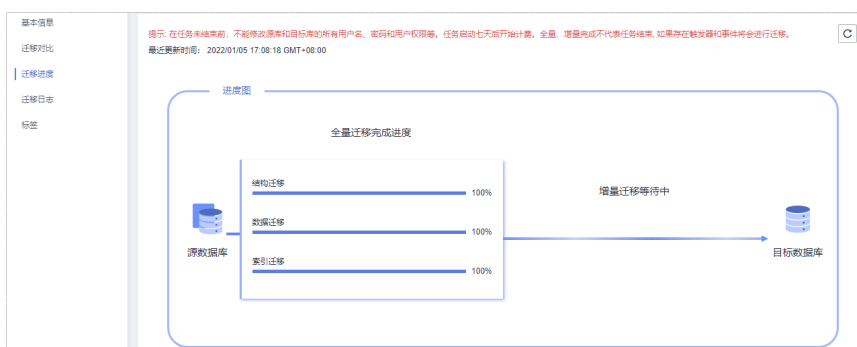 基本信息
迁移对比
迁移进度
迁移日志
标签
提示: 在任务未结束前，不能修改源库和目标库的所有用户名、密码和用户权限等。任务启动七天后开始计费。全量、增量完成不代表任务结束, 如果存在触发器和事件将会进行迁移。
最近更新时间： 2022/01/05 17:08:18 GMT+08:00
进度图
全量迁移完成进度
结构迁移
100%
数据迁移
100%
索引迁移
100%
源数据库
增量迁移等待中
目标数据库